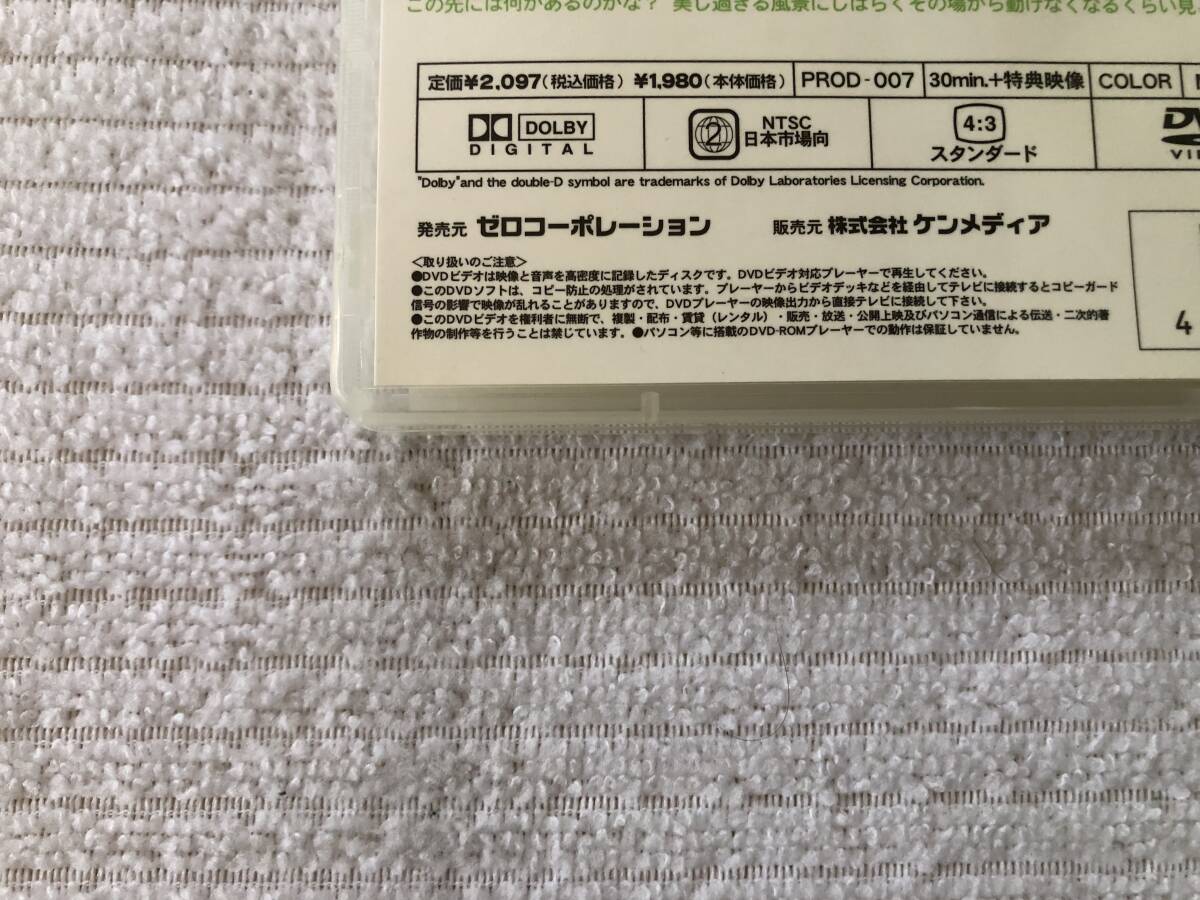 この先には何があるのかな? 美し過ぎる風景にしばらくその場から動けなくなるくらい見
定価¥2,097(税込価格) ¥1,980(本体価格) PROD-007 30min.+特典映像 COLOR
DOLBY
DIGITAL
2 NTSC
日本市場向
4:3
スタンダード
"Dolby"and the double-D symbol are trademarks of Dolby Laboratories Licensing Corporation.
発売元 ゼロコーポレーション 販売元 株式会社 ケンメディア
<取り扱いのご注意>
●DVDビデオは映像と音声を高密度に記録したディスクです。DVDビデオ対応プレーヤーで再生してください。
●このDVDソフトは、コピー防止の処理がされています。プレーヤーからビデオデッキなどを経由してテレビに接続するとコピーガード
信号の影響で映像が乱れることがありますので、DVDプレーヤーの映像出力から直接テレビに接続して下さい。
●このDVDビデオを権利者に無断で、複製・配布・賃貸(レンタル)・販売・放送・公開上映及びパソコン通信による伝送・二次的著
作物の制作等を行うことは禁じています。●パソコン等に搭載のDVD-ROMプレーヤーでの動作は保証していません。
4